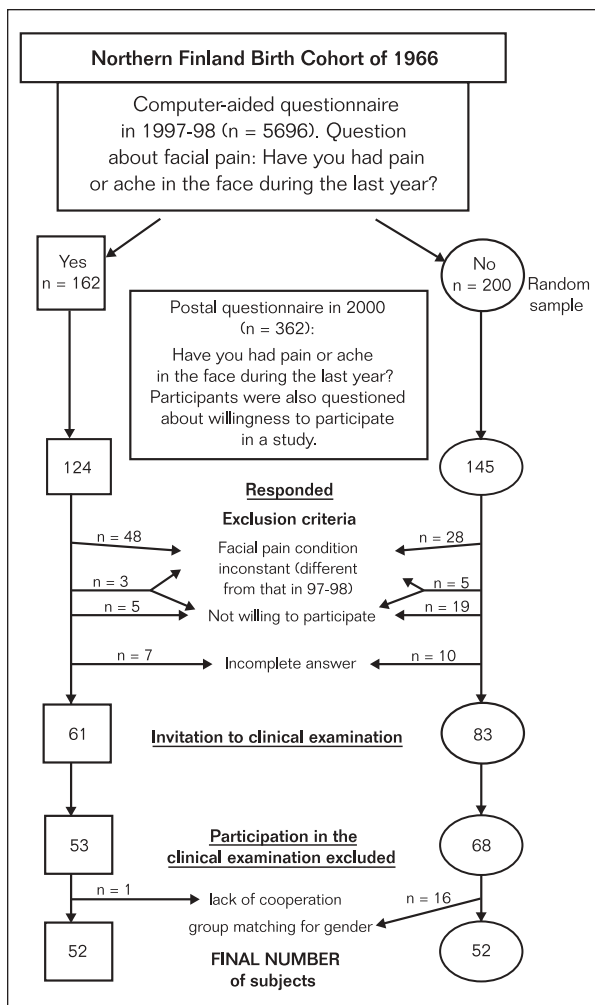 Northern Finland Birth Cohort of 1966
Computer-aided questionnaire
in 1997-98 (n = 5696). Question
about facial pain: Have you had pain
or ache in the face during the last year?
Yes
n = 162
No
n = 200
Random
sample
Postal questionnaire in 2000
(n = 362):
Have you had pain or ache
in the face during the last year?
Participants were also questioned
about willingness to participate
in a study.
124
145
Responded
Exclusion criteria
n = 48
n = 28
Facial pain condition
inconstant (different
from that in 97-98)
n = 3
n = 5
n = 5
Not willing to participate
n = 19
n = 7
Incomplete answer
n = 10
61
Invitation to clinical examination
83
53
Participation in the
clinical examination excluded
68
n = 1
lack of cooperation
n = 16
group matching for gender
52
FINAL NUMBER
of subjects
52